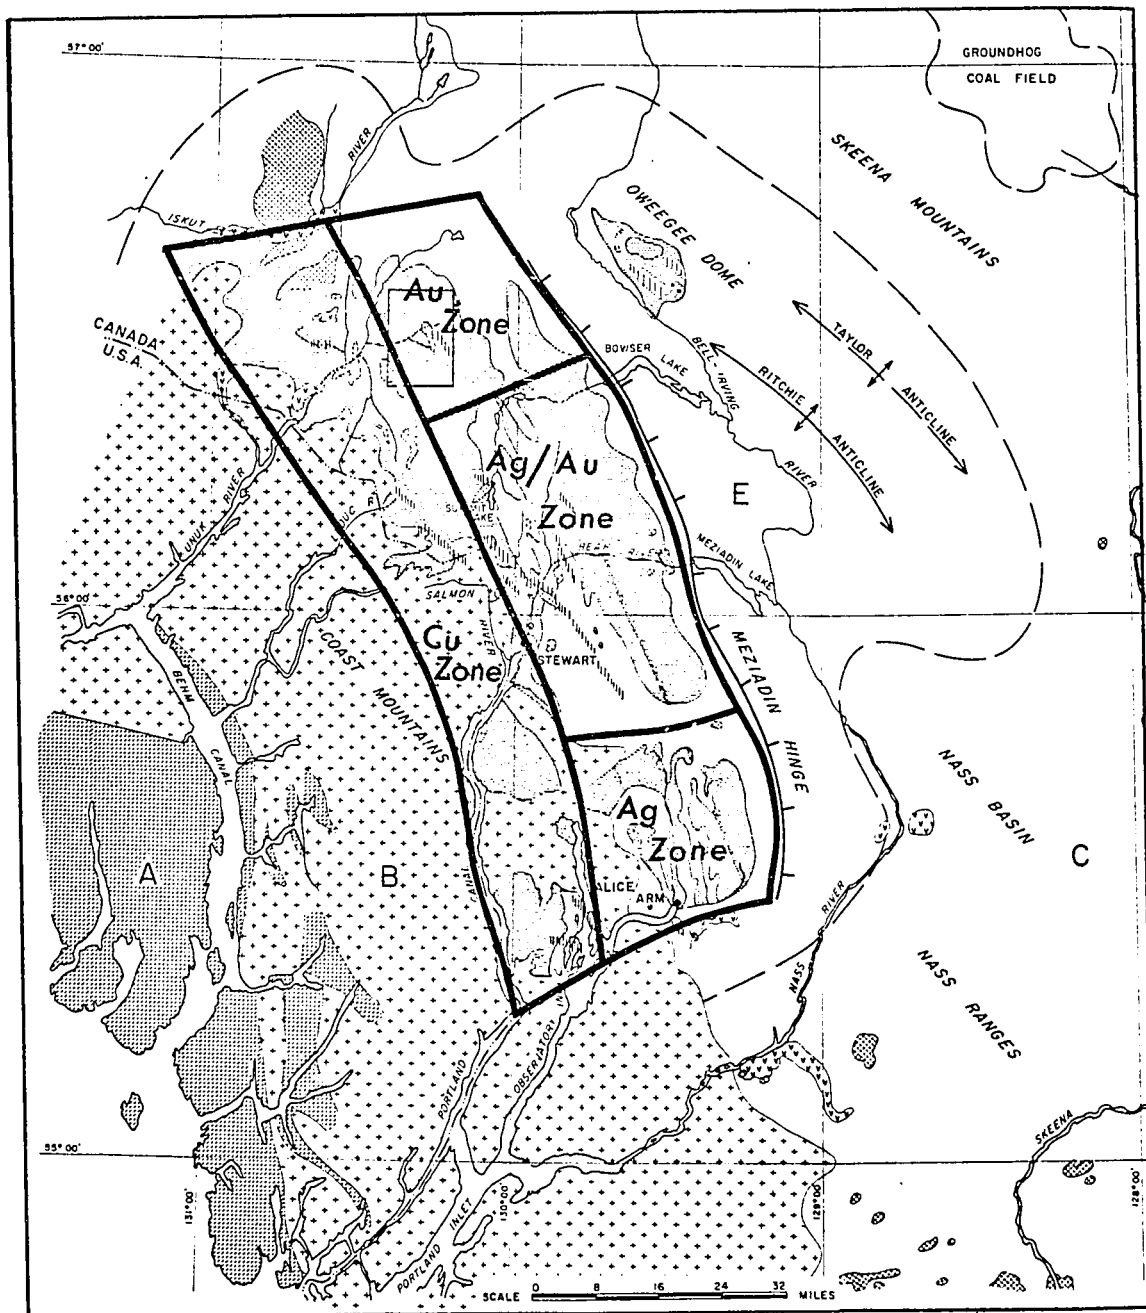 57°00'
GROUNDHOG
COAL FIELD
SKEENA
MOUNTAINS
RIVER
ISKUT
OWEEGEE DOME
Au
Zone
CANADA
U.S.A.
BOWSER LAKE
BELL-IRVING
RIVER
TAYLOR
ANTICLINE
RITCHIE
ANTICLINE
Ag/Au
Zone
E
UNUK RIVER
MEZIADIN LAKE
56°00'
SALMON
RIVER
Cu
Zone
STEWART
COAST
MOUNTAINS
BEHM
CANAL
MEZIADIN
HINGE
Ag
Zone
NASS BASIN
A
B
C
CANAL
ALICE
ARM
NASS
RIVER
NASS RANGES
PORTLAND
OBSERVATORY
55°00'
SKEENA
PORTLAND INLET
131°00'
130°00'
129°00'
SCALE 0 8 16 24 32 MILES